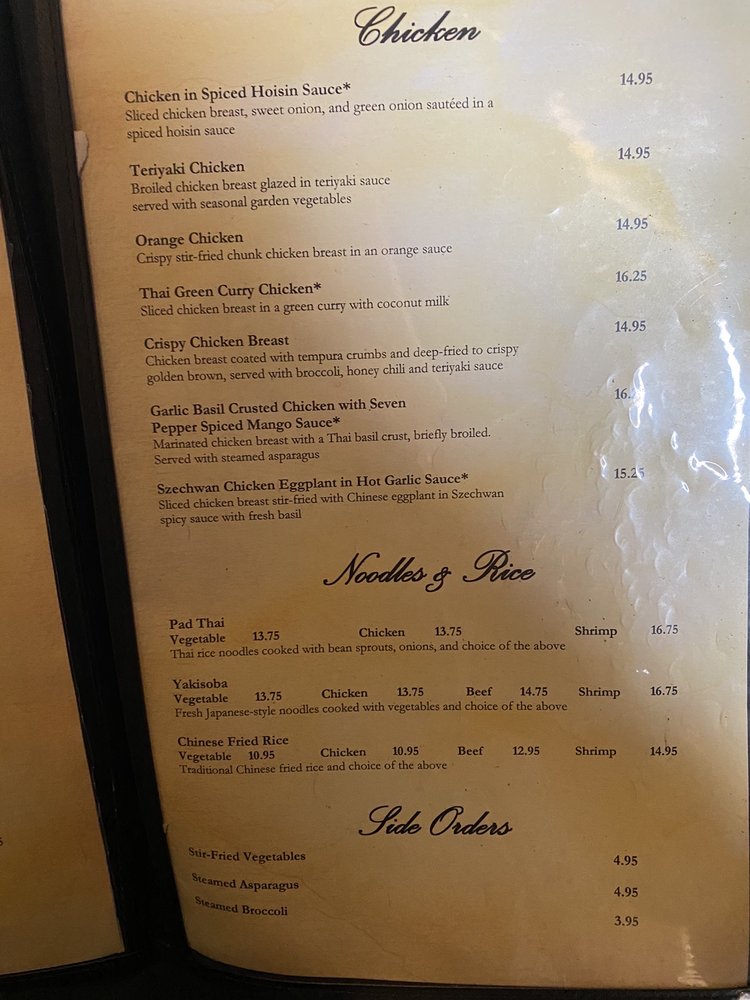 Chicken
Chicken in Spiced Hoisin Sauce* 14.95
Sliced chicken breast, sweet onion, and green onion sautéed in a
spiced hoisin sauce
Teriyaki Chicken 14.95
Broiled chicken breast glazed in teriyaki sauce
served with seasonal garden vegetables
Orange Chicken 14.95
Crispy stir-fried chunk chicken breast in an orange sauce
Thai Green Curry Chicken* 16.25
Sliced chicken breast in a green curry with coconut milk
Crispy Chicken Breast 14.95
Chicken breast coated with tempura crumbs and deep-fried to crispy
golden brown, served with broccoli, honey chili and teriyaki sauce
Garlic Basil Crusted Chicken with Seven
Pepper Spiced Mango Sauce*
Marinated chicken breast with a Thai basil crust, briefly broiled.
Served with steamed asparagus
Szechwan Chicken Eggplant in Hot Garlic Sauce* 15.25
Sliced chicken breast stir-fried with Chinese eggplant in Szechwan
spicy sauce with fresh basil
Noodles & Rice
Pad Thai
Vegetable 13.75 Chicken 13.75 Shrimp 16.75
Thai rice noodles cooked with bean sprouts, onions, and choice of the above
Yakisoba
Vegetable 13.75 Chicken 13.75 Beef 14.75 Shrimp 16.75
Fresh Japanese-style noodles cooked with vegetables and choice of the above
Chinese Fried Rice
Vegetable 10.95 Chicken 10.95 Beef 12.95 Shrimp 14.95
Traditional Chinese fried rice and choice of the above
Side Orders
Stir-Fried Vegetables 4.95
Steamed Asparagus 4.95
Steamed Broccoli 3.95